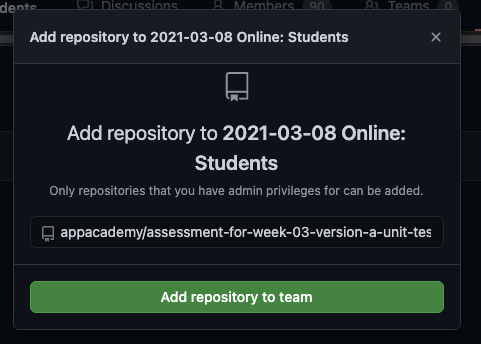 dents Discussions Members 90 Teams 0
Add repository to 2021-03-08 Online: Students
Add repository to 2021-03-08 Online:
Students
Only repositories that you have admin privileges for can be added.
appacademy/assessment-for-week-03-version-a-unit-tes
Add repository to team